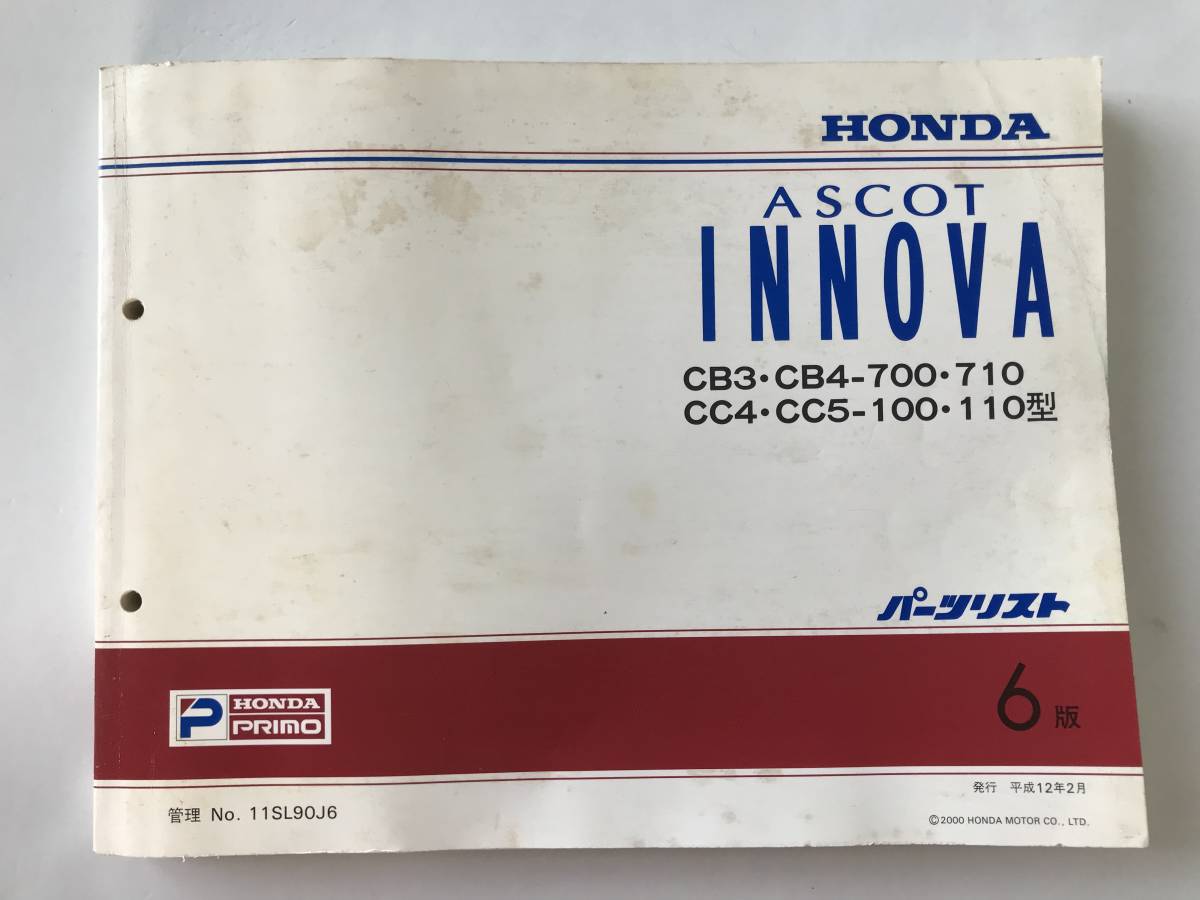 HONDA
ASCOT
INNOVA
CB3・CB4-700・710
CC4・CC5-100・110型
パーツリスト
6版
HONDA
PRIMO
発行 平成12年2月
管理 No. 11SL90J6
©2000 HONDA MOTOR CO., LTD.